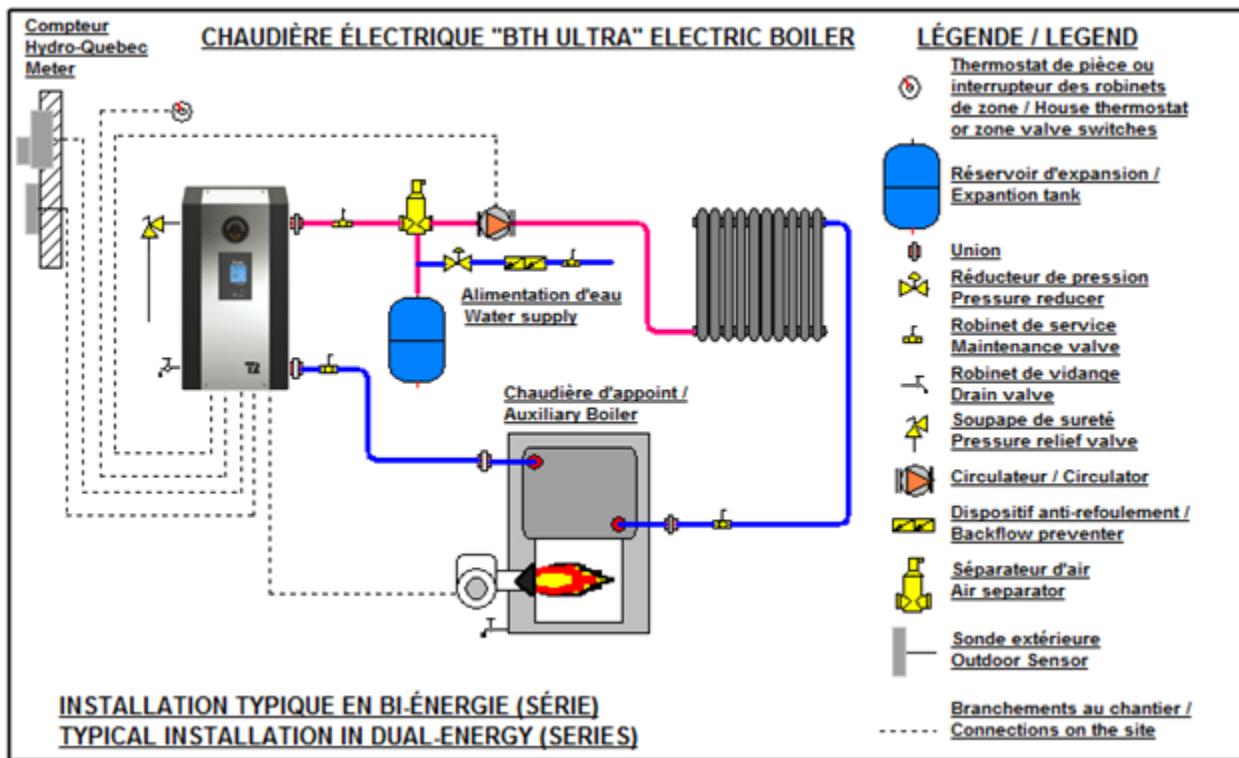 Compteur
Hydro-Quebec
Meter
CHAUDIÈRE ÉLECTRIQUE "BTH ULTRA" ELECTRIC BOILER
LÉGENDE / LEGEND
Thermostat de pièce ou
interrupteur des robinets
de zone / House thermostat
or zone valve switches
Réservoir d'expansion /
Expantion tank
Union
Réducteur de pression
Pressure reducer
Robinet de service
Maintenance valve
Robinet de vidange
Drain valve
Soupape de sureté
Pressure relief valve
Circulateur / Circulator
Dispositif anti-refoulement /
Backflow preventer
Séparateur d'air
Air separator
Sonde extérieure
Outdoor Sensor
Branchements au chantier /
Connections on the site
Alimentation d'eau
Water supply
Chaudière d'appoint /
Auxiliary Boiler
INSTALLATION TYPIQUE EN BI-ÉNERGIE (SÉRIE)
TYPICAL INSTALLATION IN DUAL-ENERGY (SERIES)